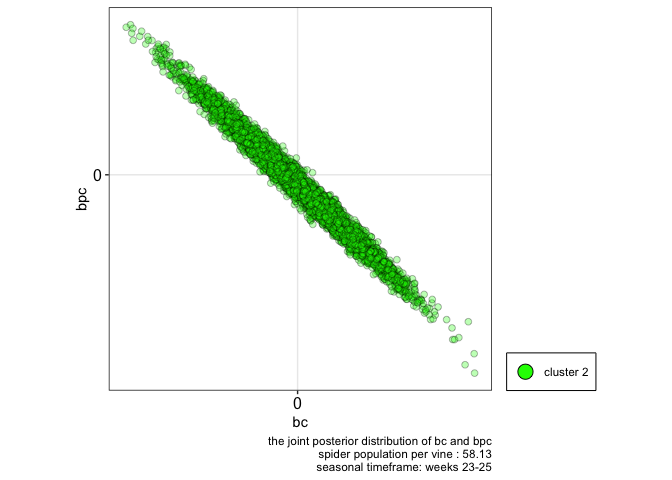 0
bpc
0
bc
cluster 2
the joint posterior distribution of bc and bpc
spider population per vine : 58.13
seasonal timeframe: weeks 23-25